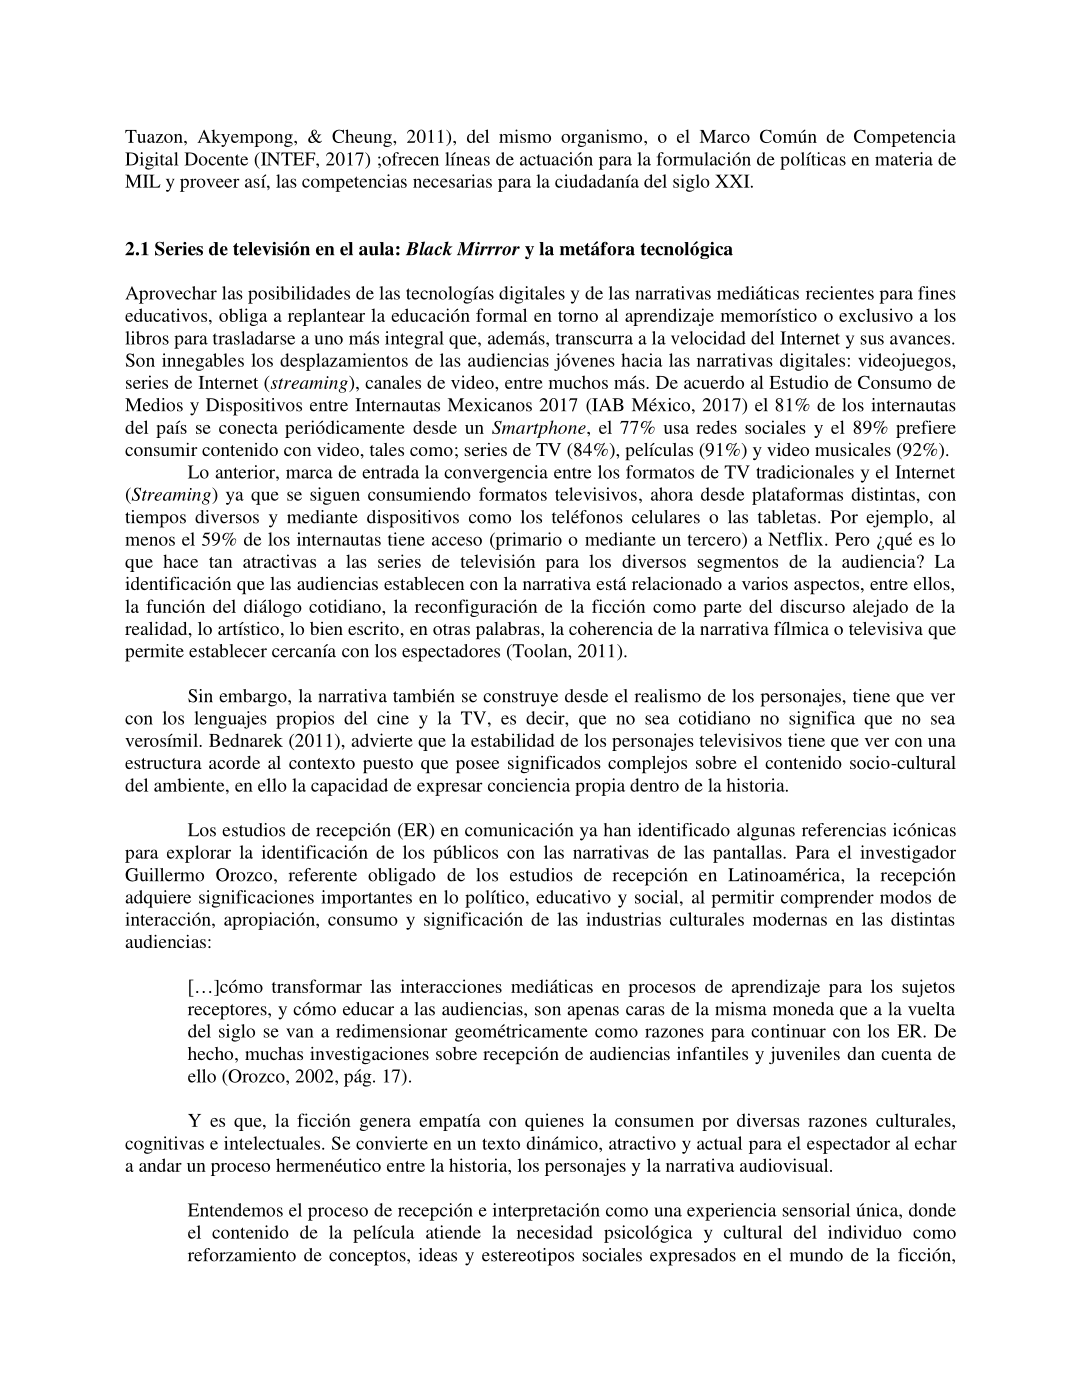 Tuazon, Akyempong, & Cheung, 2011), del mismo organismo, o el Marco Común de Competencia
Digital Docente (INTEF, 2017) ;ofrecen líneas de actuación para la formulación de políticas en materia de
MIL y proveer así, las competencias necesarias para la ciudadanía del siglo XXI.
2.1 Series de televisión en el aula: Black Mirrror y la metáfora tecnológica
Aprovechar las posibilidades de las tecnologías digitales y de las narrativas mediáticas recientes para fines
educativos, obliga a replantear la educación formal en torno al aprendizaje memorístico o exclusivo a los
libros para trasladarse a uno más integral que, además, transcurra a la velocidad del Internet y sus avances.
Son innegables los desplazamientos de las audiencias jóvenes hacia las narrativas digitales: videojuegos,
series de Internet (streaming), canales de video, entre muchos más. De acuerdo al Estudio de Consumo de
Medios y Dispositivos entre Internautas Mexicanos 2017 (IAB México, 2017) el 81% de los internautas
del país se conecta periódicamente desde un Smartphone, el 77% usa redes sociales y el 89% prefiere
consumir contenido con video, tales como; series de TV (84%), películas (91%) y video musicales (92%).
Lo anterior, marca de entrada la convergencia entre los formatos de TV tradicionales y el Internet
(Streaming) ya que se siguen consumiendo formatos televisivos, ahora desde plataformas distintas, con
tiempos diversos y mediante dispositivos como los teléfonos celulares o las tabletas. Por ejemplo, al
menos el 59% de los internautas tiene acceso (primario o mediante un tercero) a Netflix. Pero ¿qué es lo
que hace tan atractivas a las series de televisión para los diversos segmentos de la audiencia? La
identificación que las audiencias establecen con la narrativa está relacionado a varios aspectos, entre ellos,
la función del diálogo cotidiano, la reconfiguración de la ficción como parte del discurso alejado de la
realidad, lo artístico, lo bien escrito, en otras palabras, la coherencia de la narrativa fílmica o televisiva que
permite establecer cercanía con los espectadores (Toolan, 2011).
Sin embargo, la narrativa también se construye desde el realismo de los personajes, tiene que ver
con los lenguajes propios del cine y la TV, es decir, que no sea cotidiano no significa que no sea
verosímil. Bednarek (2011), advierte que la estabilidad de los personajes televisivos tiene que ver con una
estructura acorde al contexto puesto que posee significados complejos sobre el contenido socio-cultural
del ambiente, en ello la capacidad de expresar conciencia propia dentro de la historia.
Los estudios de recepción (ER) en comunicación ya han identificado algunas referencias icónicas
para explorar la identificación de los públicos con las narrativas de las pantallas. Para el investigador
Guillermo Orozco, referente obligado de los estudios de recepción en Latinoamérica, la recepción
adquiere significaciones importantes en lo político, educativo y social, al permitir comprender modos de
interacción, apropiación, consumo y significación de las industrias culturales modernas en las distintas
audiencias:
[…]cómo transformar las interacciones mediáticas en procesos de aprendizaje para los sujetos
receptores, y cómo educar a las audiencias, son apenas caras de la misma moneda que a la vuelta
del siglo se van a redimensionar geométricamente como razones para continuar con los ER. De
hecho, muchas investigaciones sobre recepción de audiencias infantiles y juveniles dan cuenta de
ello (Orozco, 2002, pág. 17).
Y es que, la ficción genera empatía con quienes la consumen por diversas razones culturales,
cognitivas e intelectuales. Se convierte en un texto dinámico, atractivo y actual para el espectador al echar
a andar un proceso hermenéutico entre la historia, los personajes y la narrativa audiovisual.
Entendemos el proceso de recepción e interpretación como una experiencia sensorial única, donde
el contenido de la película atiende la necesidad psicológica y cultural del individuo como
reforzamiento de conceptos, ideas y estereotipos sociales expresados en el mundo de la ficción,